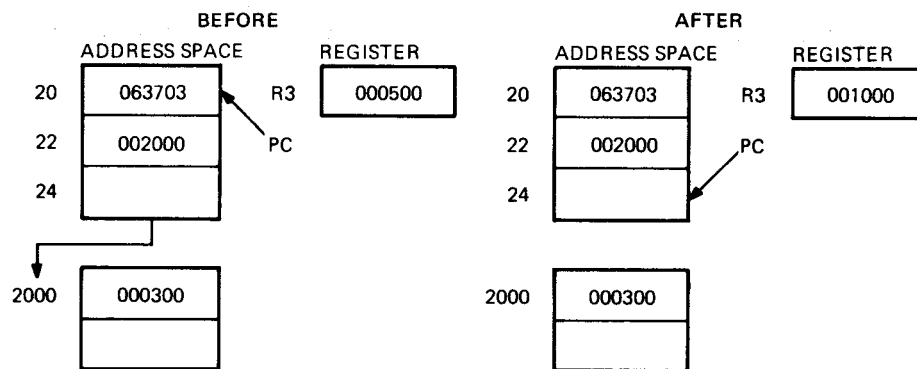 BEFORE
ADDRESS SPACE REGISTER
20 063703 R3 000500
22 002000 PC
24
2000 000300
AFTER
ADDRESS SPACE REGISTER
20 063703 R3 001000
22 002000 PC
24
2000 000300